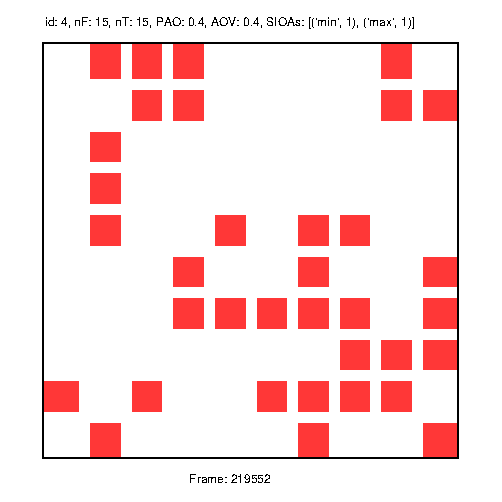 id: 4, nF: 15, nT: 15, PAO: 0.4, AOV: 0.4, SIOAs: [('min', 1), ('max', 1)]
Frame: 219552